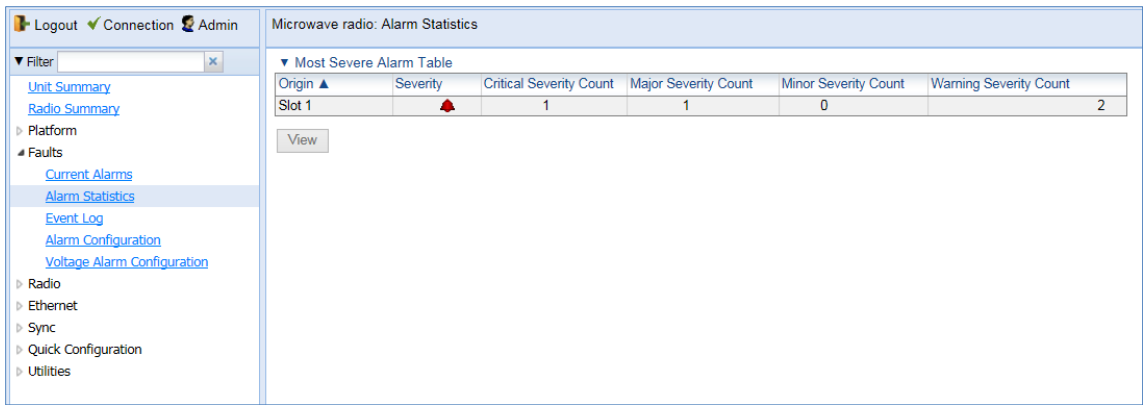 Logout Connection Admin
Filter
Unit Summary
Radio Summary
Platform
Faults
Current Alarms
Alarm Statistics
Event Log
Alarm Configuration
Voltage Alarm Configuration
Radio
Ethernet
Sync
Quick Configuration
Utilities
Microwave radio: Alarm Statistics
Most Severe Alarm Table
Origin ▲ Severity Critical Severity Count Major Severity Count Minor Severity Count Warning Severity Count
Slot 1 1 1 0 2
View